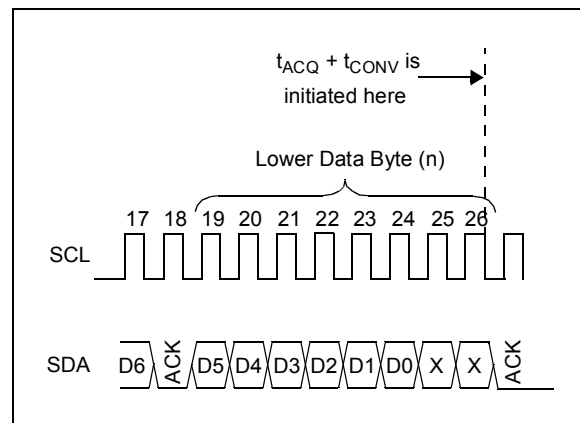 tACQ + tCONV is
initiated here
Lower Data Byte (n)
17 18 19 20 21 22 23 24 25 26
SCL
SDA D6 ACK D5 D4 D3 D2 D1 D0 X X ACK